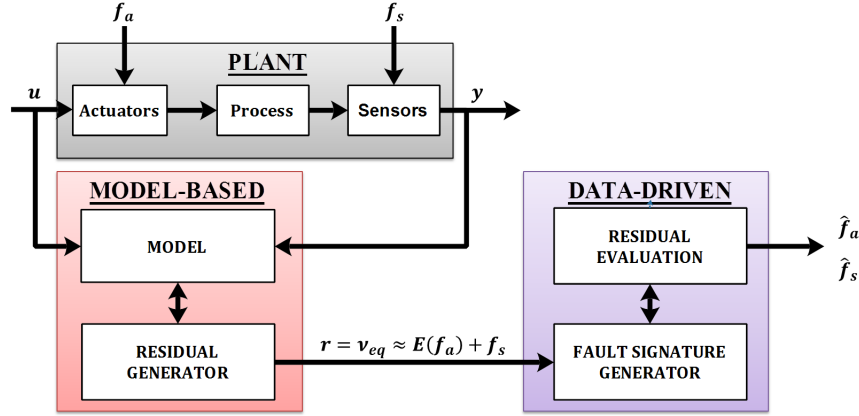 f_a
f_s
PLANT
u
Actuators
Process
Sensors
y
MODEL-BASED
MODEL
RESIDUAL
GENERATOR
r = ν_eq ≈ E(f_a) + f_s
DATA-DRIVEN
RESIDUAL
EVALUATION
FAULT SIGNATURE
GENERATOR
f̂_a
f̂_s